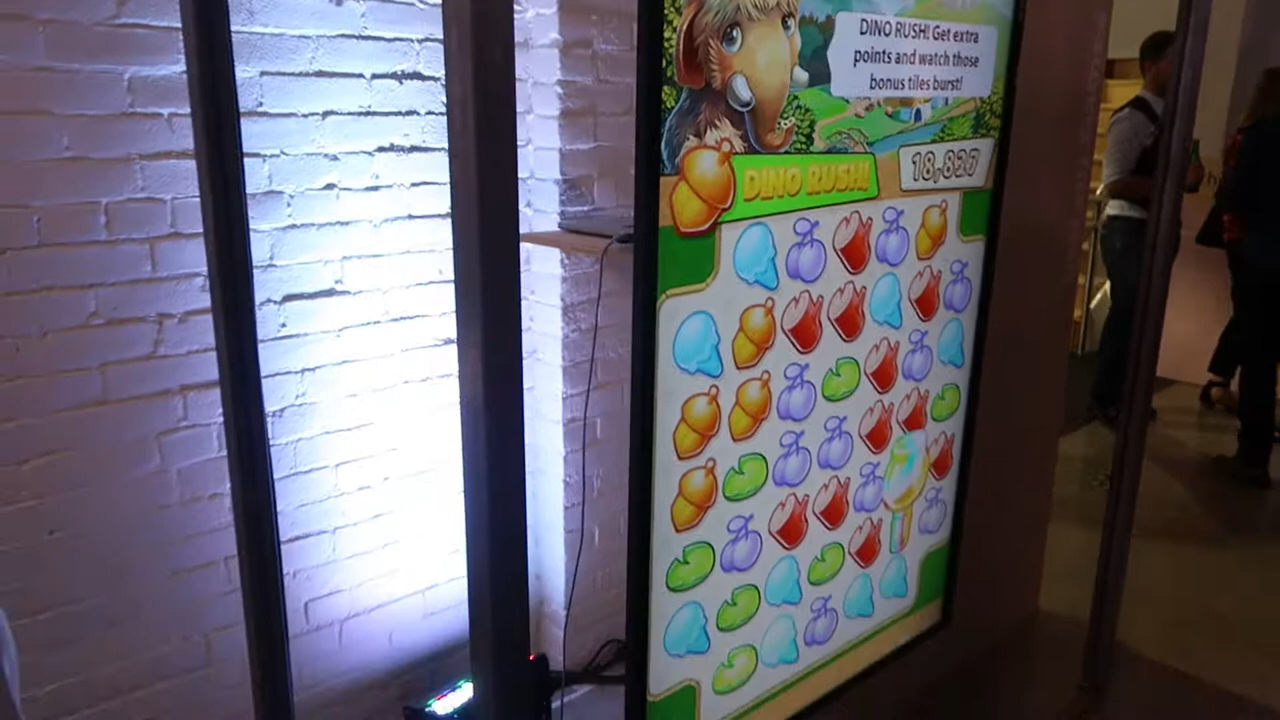 DINO RUSH! Get extra
points and watch those
bonus tiles burst!
DINO RUSH!
18,827